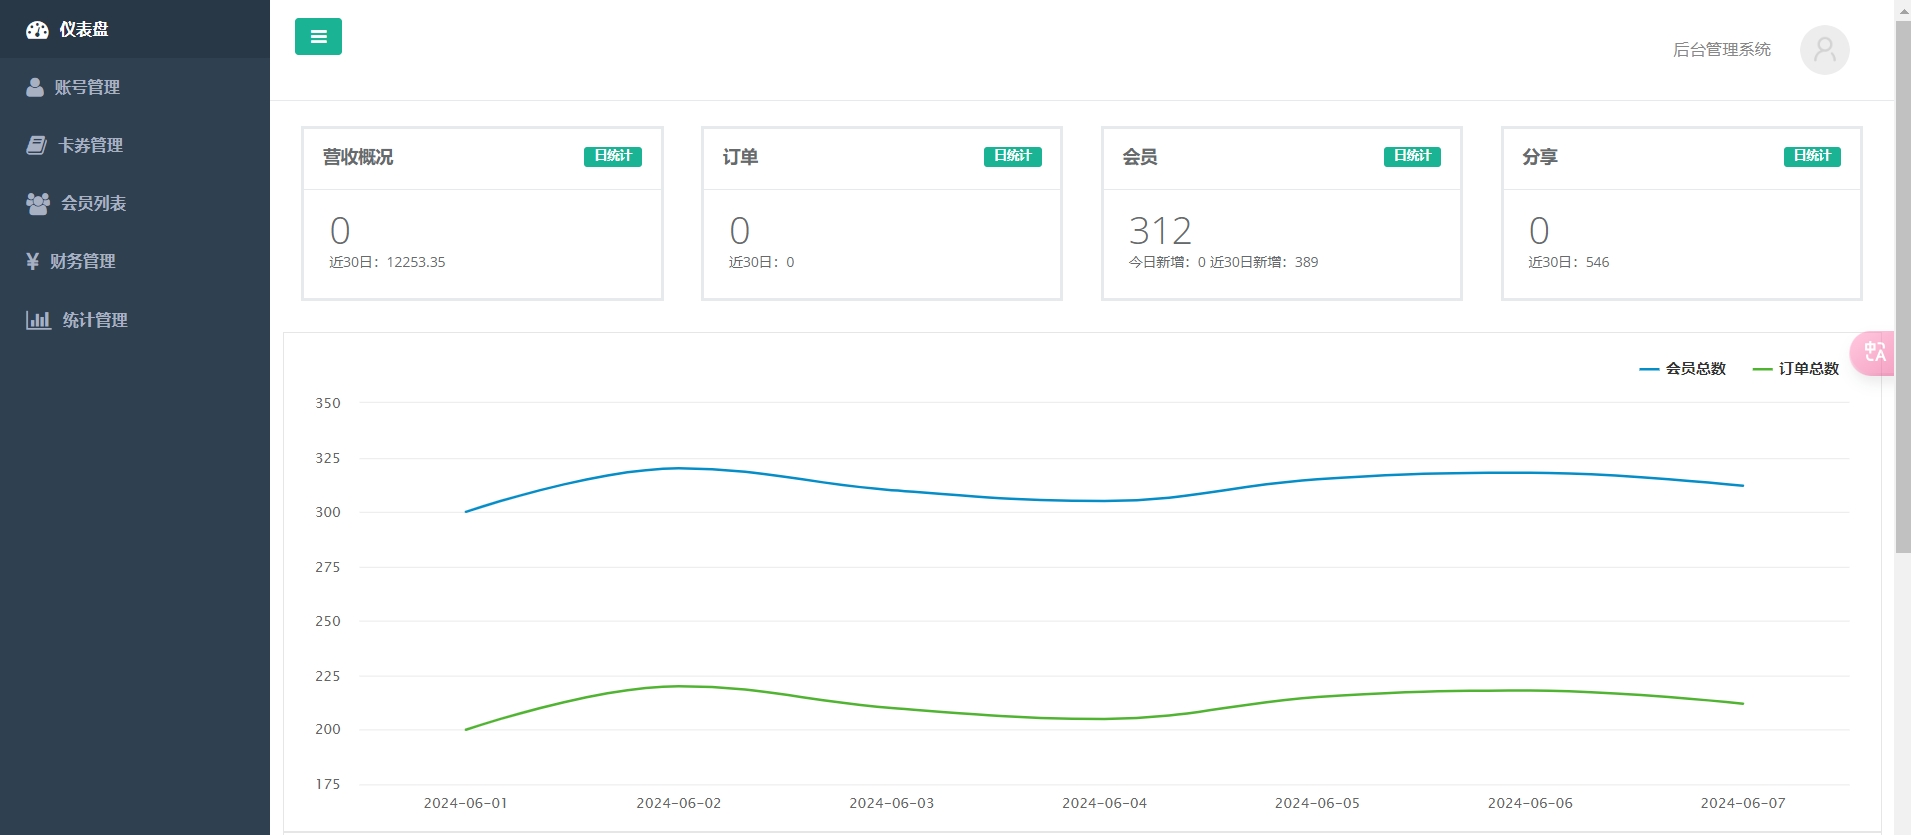 仪表盘
账号管理
卡券管理
会员列表
财务管理
统计管理
后台管理系统
营收概况 日统计
0
近30日：12253.35
订单 日统计
0
近30日：0
会员 日统计
312
今日新增：0 近30日新增：389
分享 日统计
0
近30日：546
会员总数 订单总数
350
325
300
275
250
225
200
175
2024-06-01 2024-06-02 2024-06-03 2024-06-04 2024-06-05 2024-06-06 2024-06-07